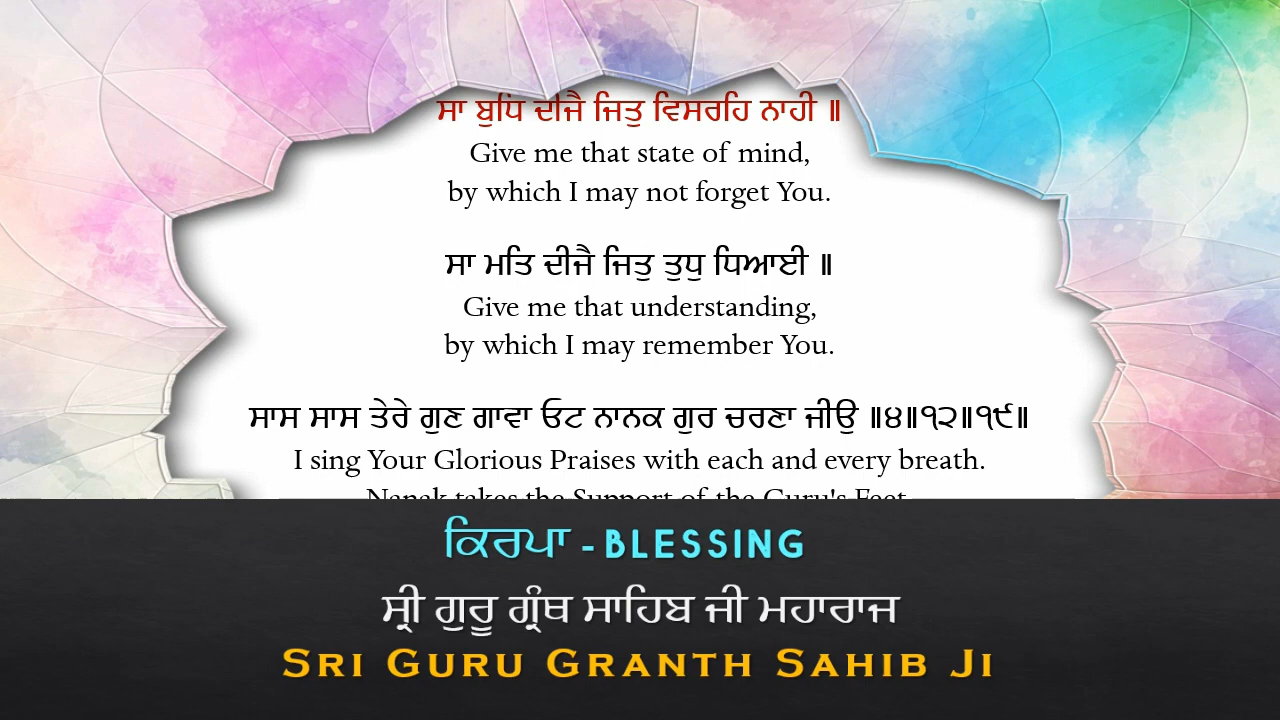 ਸਾ ਬੁਧਿ ਦੀਜੈ ਜਿਤੁ ਵਿਸਰਹਿ ਨਾਹੀ ॥
Give me that state of mind,
by which I may not forget You.
ਸਾ ਮਤਿ ਦੀਜੈ ਜਿਤੁ ਤੁਧੁ ਧਿਆਈ ॥
Give me that understanding,
by which I may remember You.
ਸਾਸ ਸਾਸ ਤੇਰੇ ਗੁਣ ਗਾਵਾ ਓਟ ਨਾਨਕ ਗੁਰ ਚਰਣਾ ਜੀਉ ॥੪॥੧੨॥੧੯॥
I sing Your Glorious Praises with each and every breath.
Nanak takes the Support of the Guru's Feet.
ਕਿਰਪਾ - BLESSING
ਸ੍ਰੀ ਗੁਰੂ ਗ੍ਰੰਥ ਸਾਹਿਬ ਜੀ ਮਹਾਰਾਜ
SRI GURU GRANTH SAHIB JI